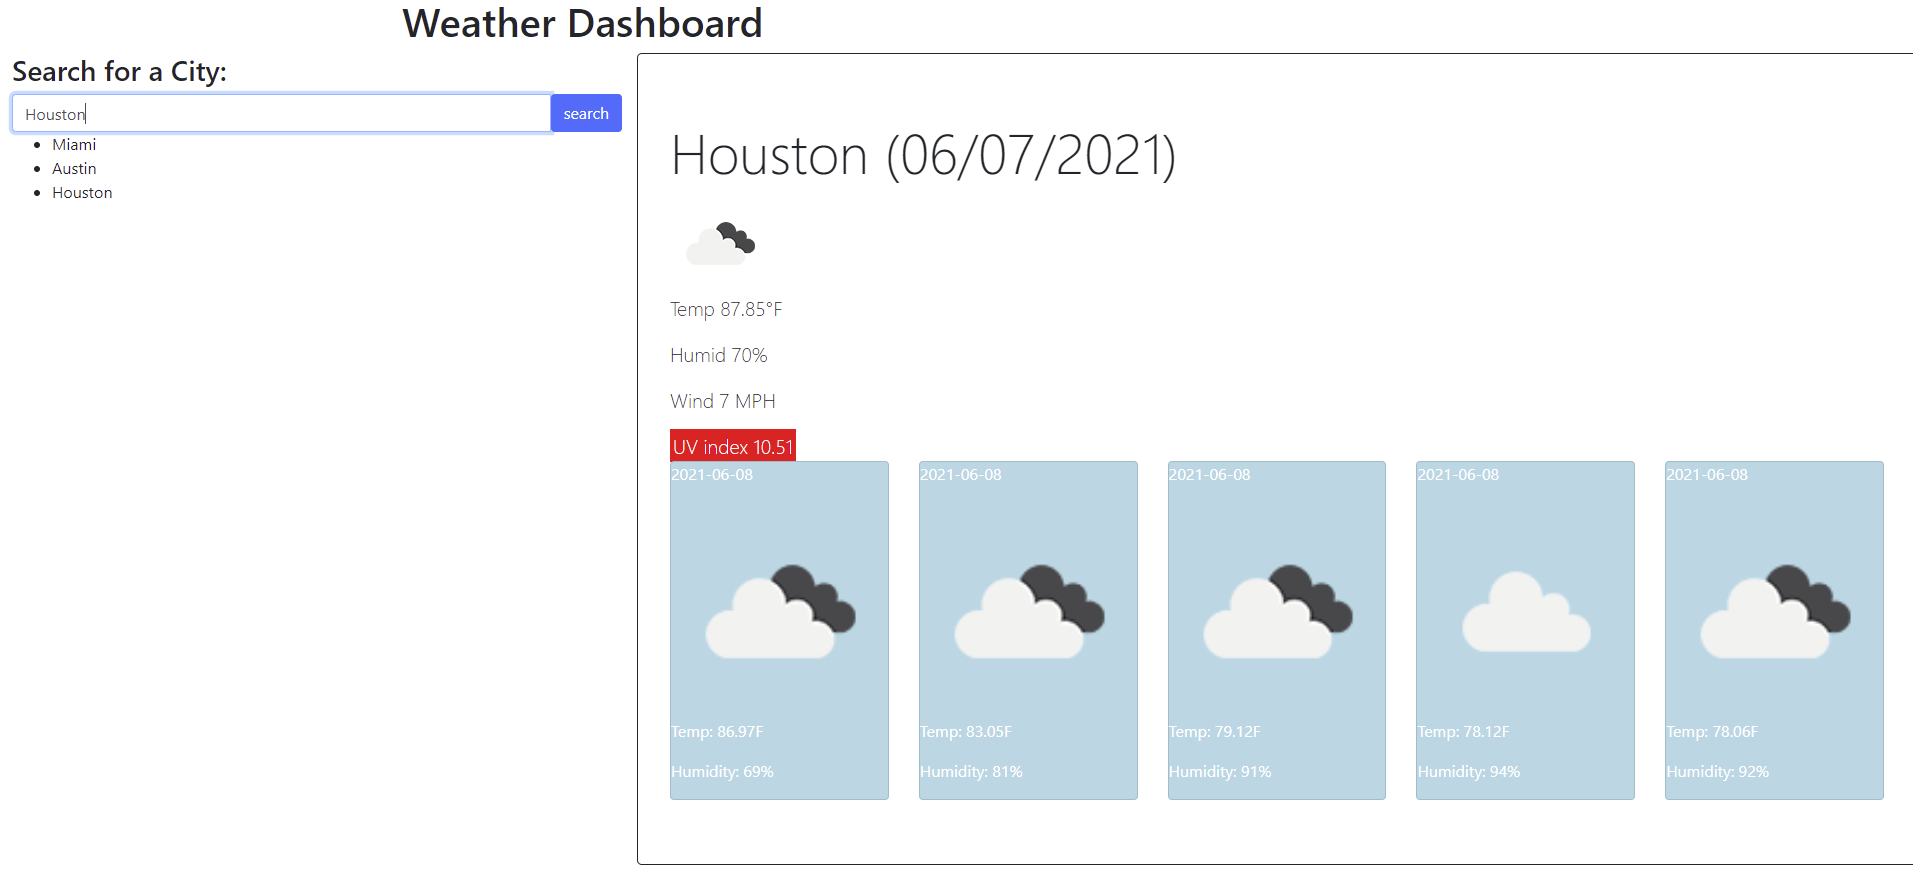 Weather Dashboard
Search for a City:
Houston
search
Miami
Austin
Houston
Houston (06/07/2021)
Temp 87.85°F
Humid 70%
Wind 7 MPH
UV index 10.51
2021-06-08
Temp: 86.97F
Humidity: 69%
2021-06-08
Temp: 83.05F
Humidity: 81%
2021-06-08
Temp: 79.12F
Humidity: 91%
2021-06-08
Temp: 78.12F
Humidity: 94%
2021-06-08
Temp: 78.06F
Humidity: 92%